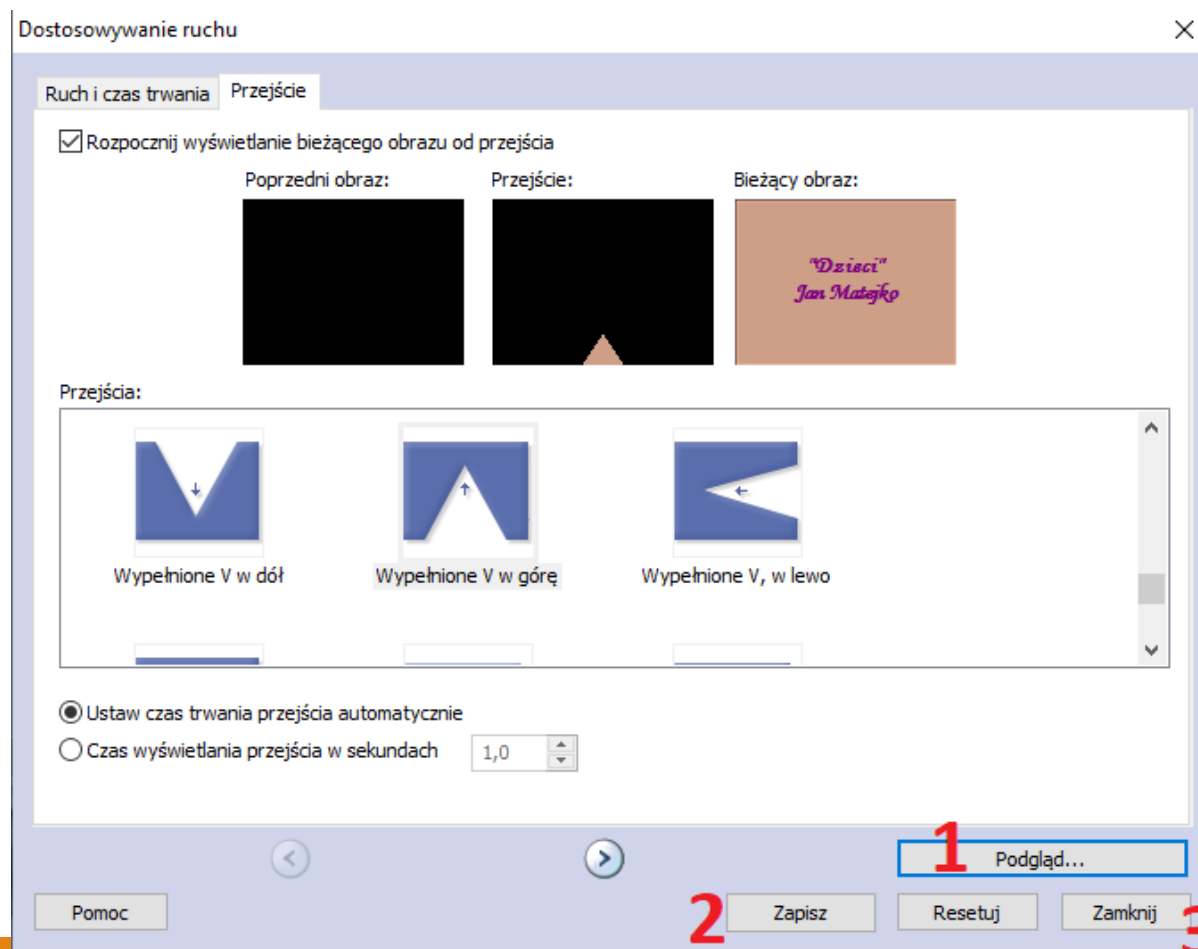 Dostosowywanie ruchu
Ruch i czas trwania Przejście
Rozpocznij wyświetlanie bieżącego obrazu od przejścia
Poprzedni obraz: Przejście: Bieżący obraz:
"Dzieci"
Jan Matejko
Przejścia:
Wypełnione V w dół Wypełnione V w górę Wypełnione V, w lewo
Ustaw czas trwania przejścia automatycznie
Czas wyświetlania przejścia w sekundach 1,0
1 Podgląd...
Pomoc 2 Zapisz Resetuj Zamknij